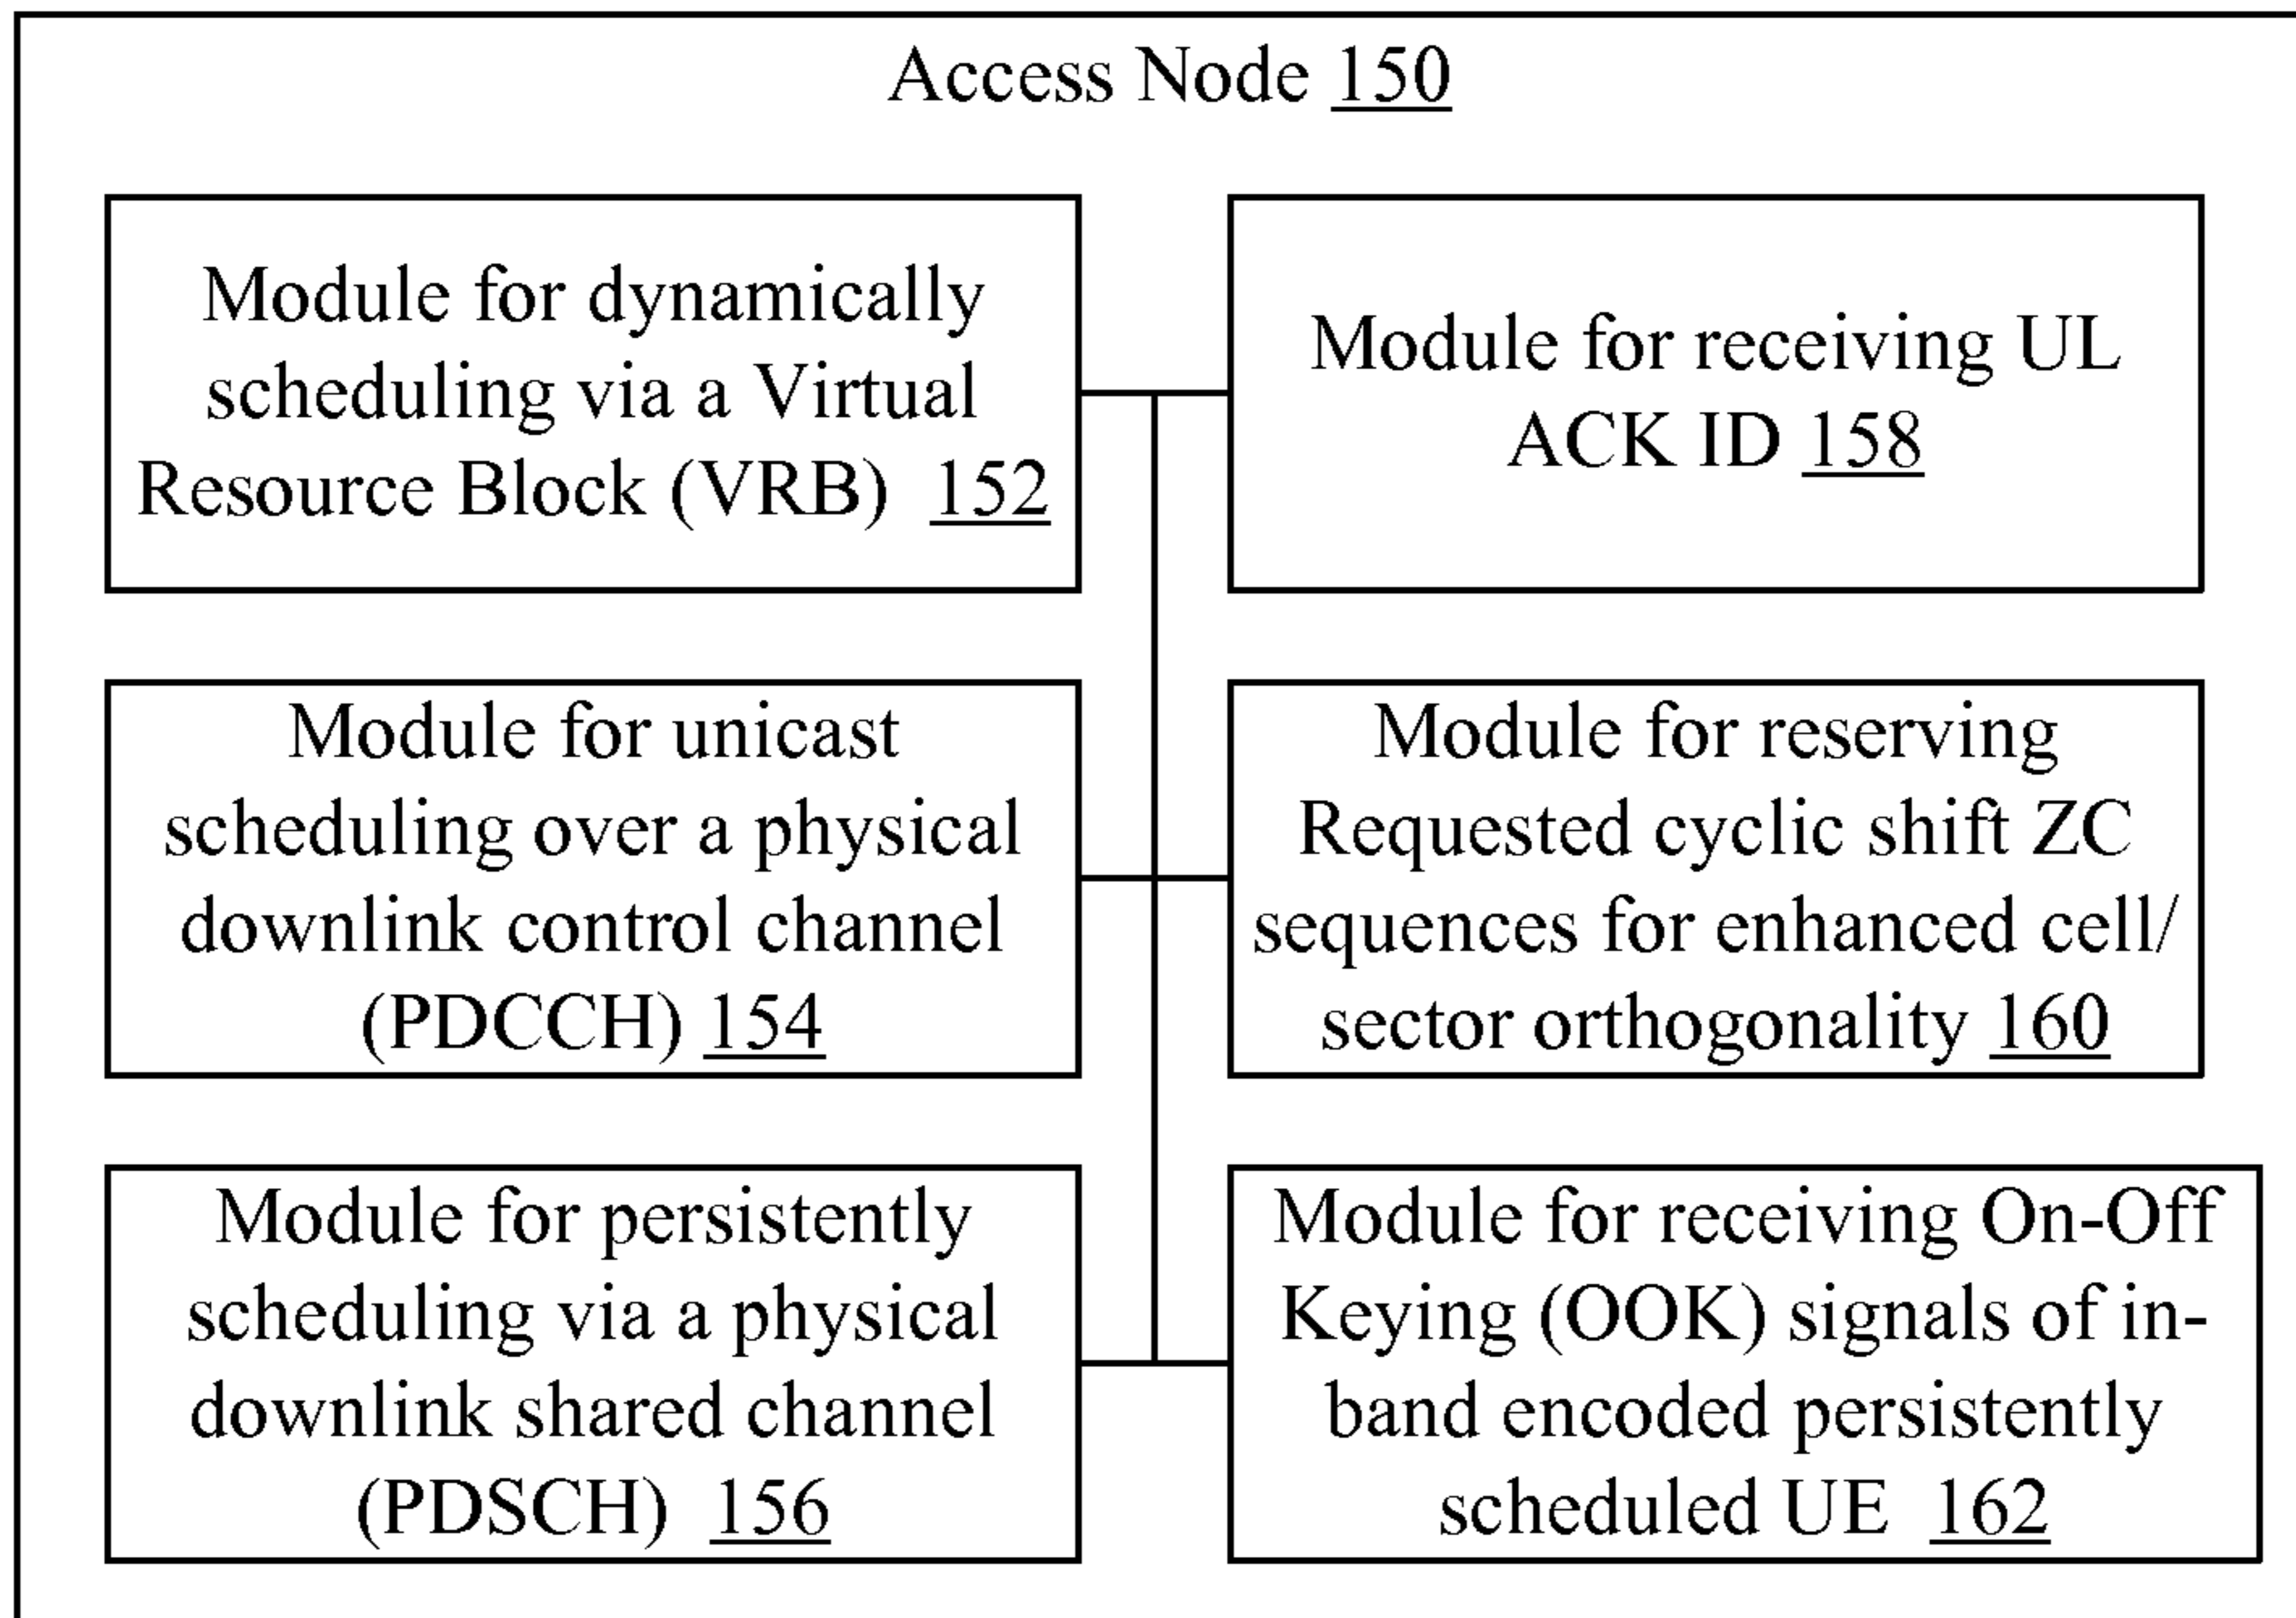 Access Node 150
Module for dynamically
scheduling via a Virtual
Resource Block (VRB) 152
Module for receiving UL
ACK ID 158
Module for unicast
scheduling over a physical
downlink control channel
(PDCCH) 154
Module for reserving
Requested cyclic shift ZC
sequences for enhanced cell/
sector orthogonality 160
Module for persistently
scheduling via a physical
downlink shared channel
(PDSCH) 156
Module for receiving On-Off
Keying (OOK) signals of in-
band encoded persistently
scheduled UE 162